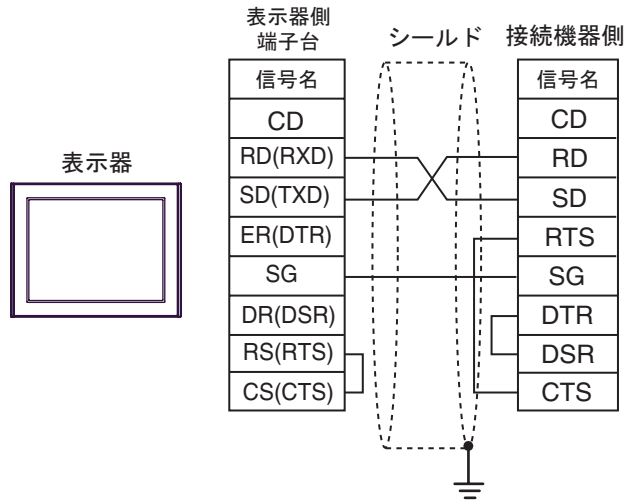 表示器
表示器側
端子台
信号名
CD
RD(RXD)
SD(TXD)
ER(DTR)
SG
DR(DSR)
RS(RTS)
CS(CTS)
シールド
接続機器側
信号名
CD
RD
SD
RTS
SG
DTR
DSR
CTS